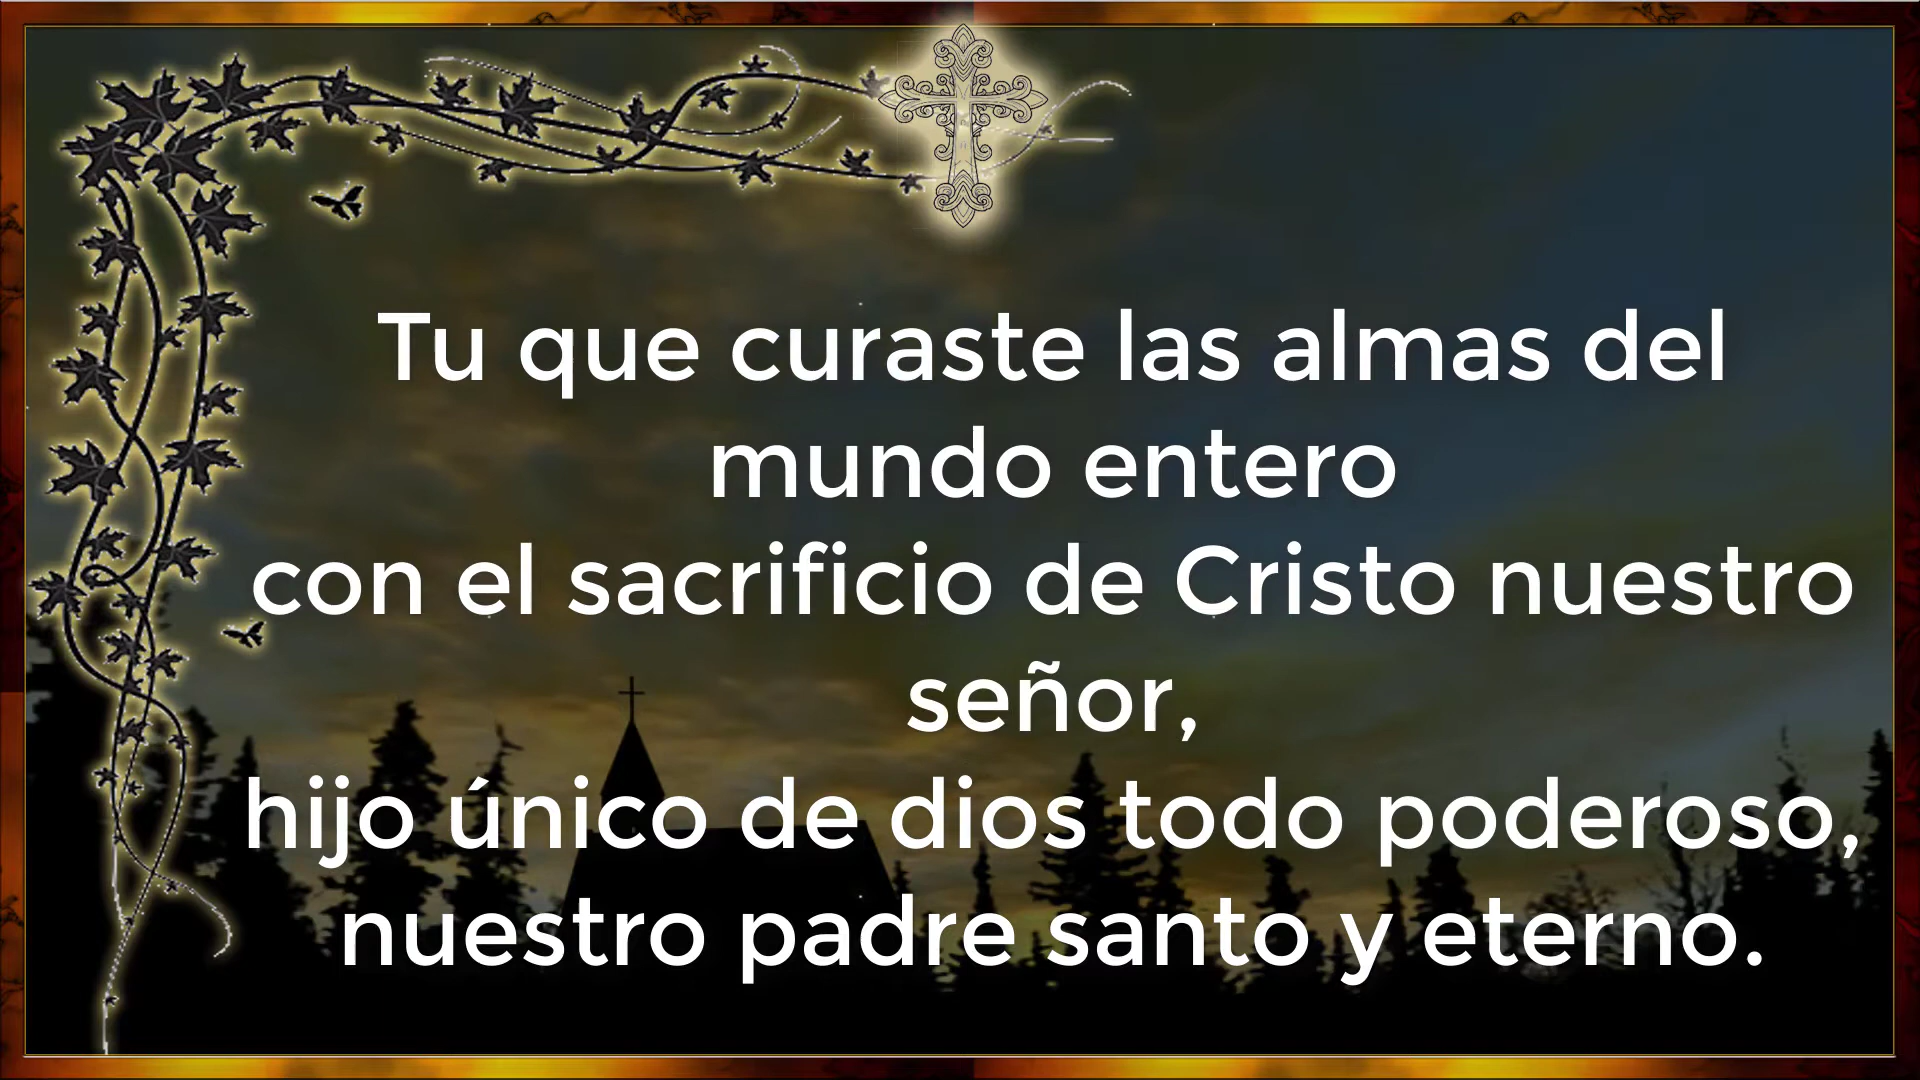 Tu que curaste las almas del
mundo entero
con el sacrificio de Cristo nuestro
señor,
hijo único de dios todo poderoso,
nuestro padre santo y eterno.